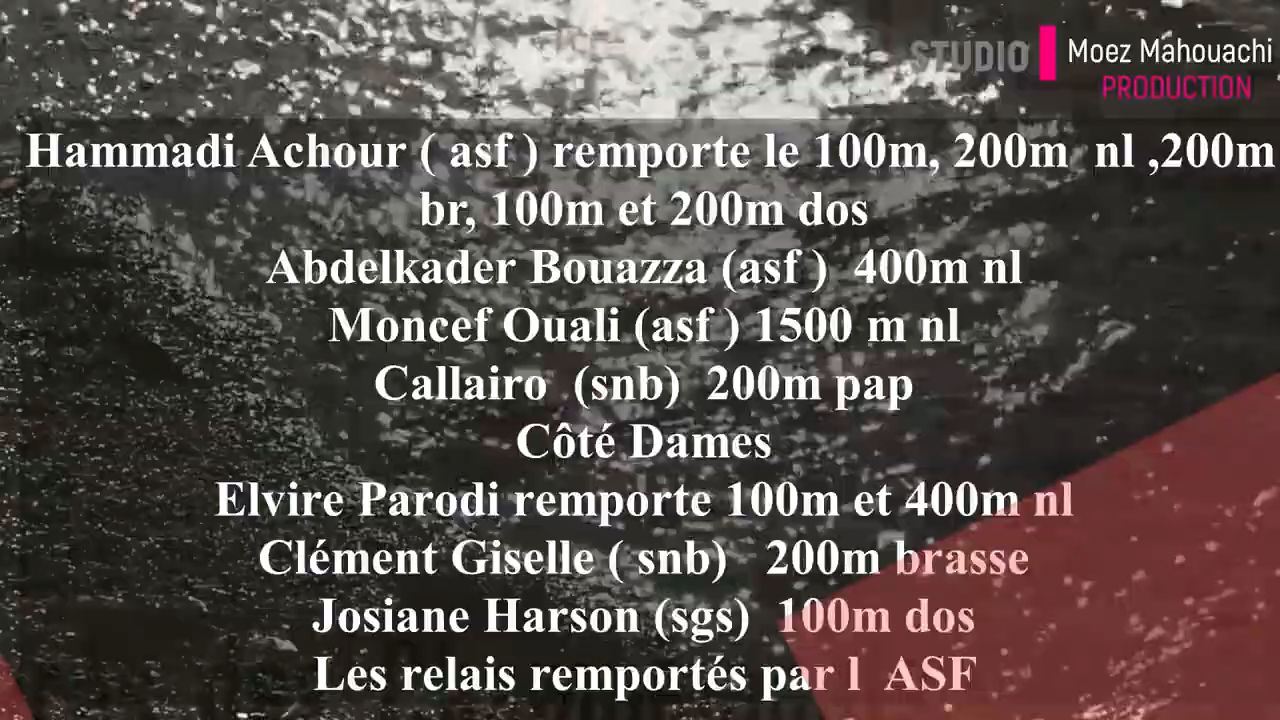 STUDIO
Moez Mahouachi
PRODUCTION
Hammadi Achour ( asf ) remporte le 100m, 200m  nl ,200m
br, 100m et 200m dos
Abdelkader Bouazza (asf )  400m nl
Moncef Ouali (asf ) 1500 m nl
Callairo  (snb)  200m pap
Côté Dames
Elvire Parodi remporte 100m et 400m nl
Clément Giselle ( snb)   200m brasse
Josiane Harson (sgs)  100m dos
Les relais remportés par l  ASF